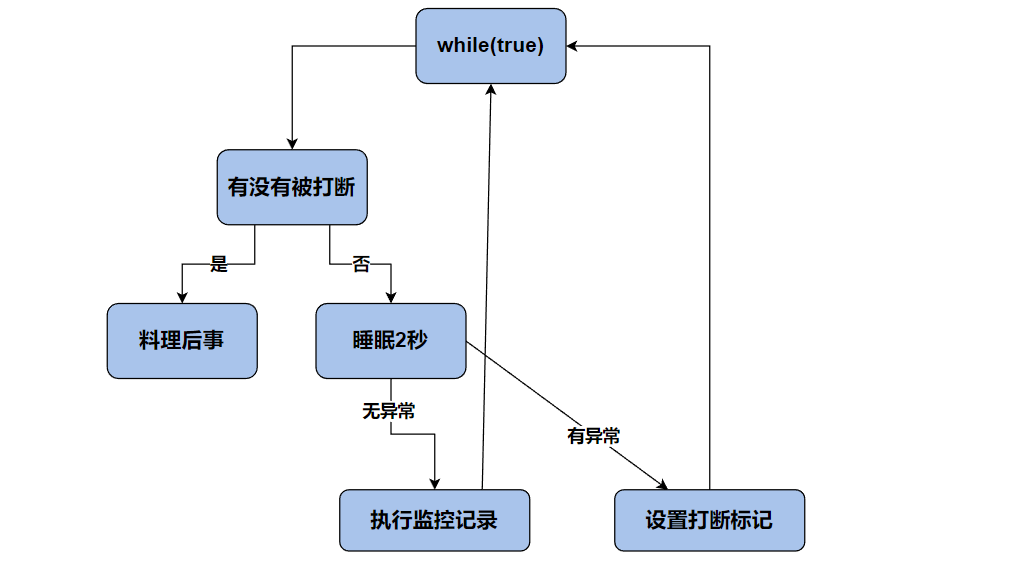 while(true)
有没有被打断
是
否
料理后事
睡眠2秒
无异常
有异常
执行监控记录
设置打断标记